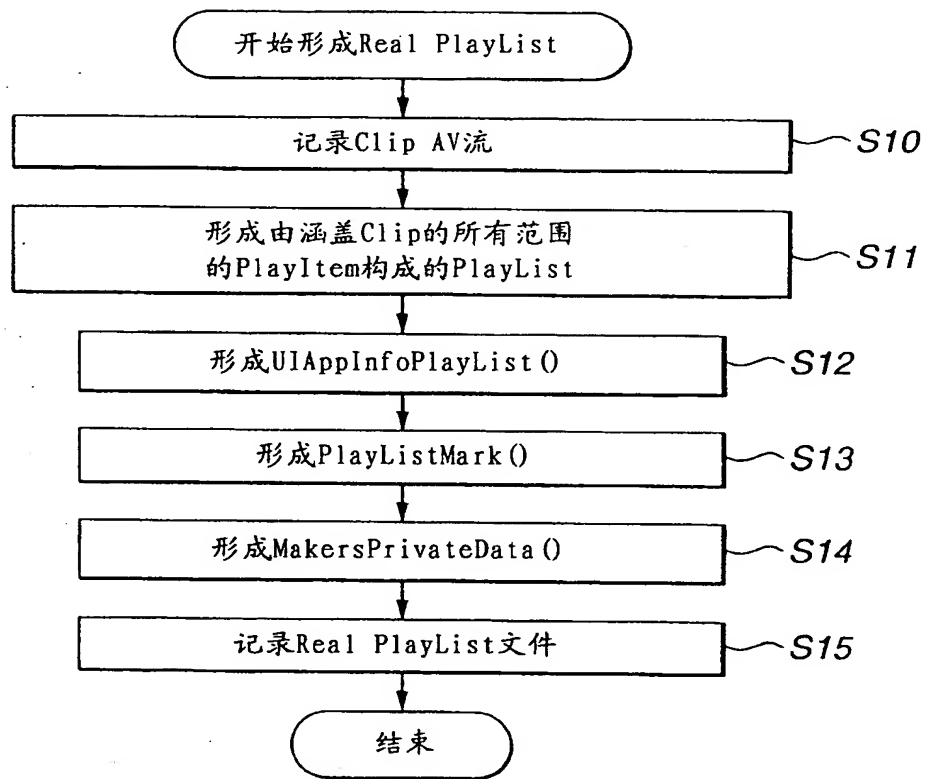 开始形成Real PlayList
记录Clip AV流
S10
形成由涵盖Clip的所有范围
的PlayItem构成的PlayList
S11
形成UIAppInfoPlayList()
S12
形成PlayListMark()
S13
形成MakersPrivateData()
S14
记录Real PlayList文件
S15
结束